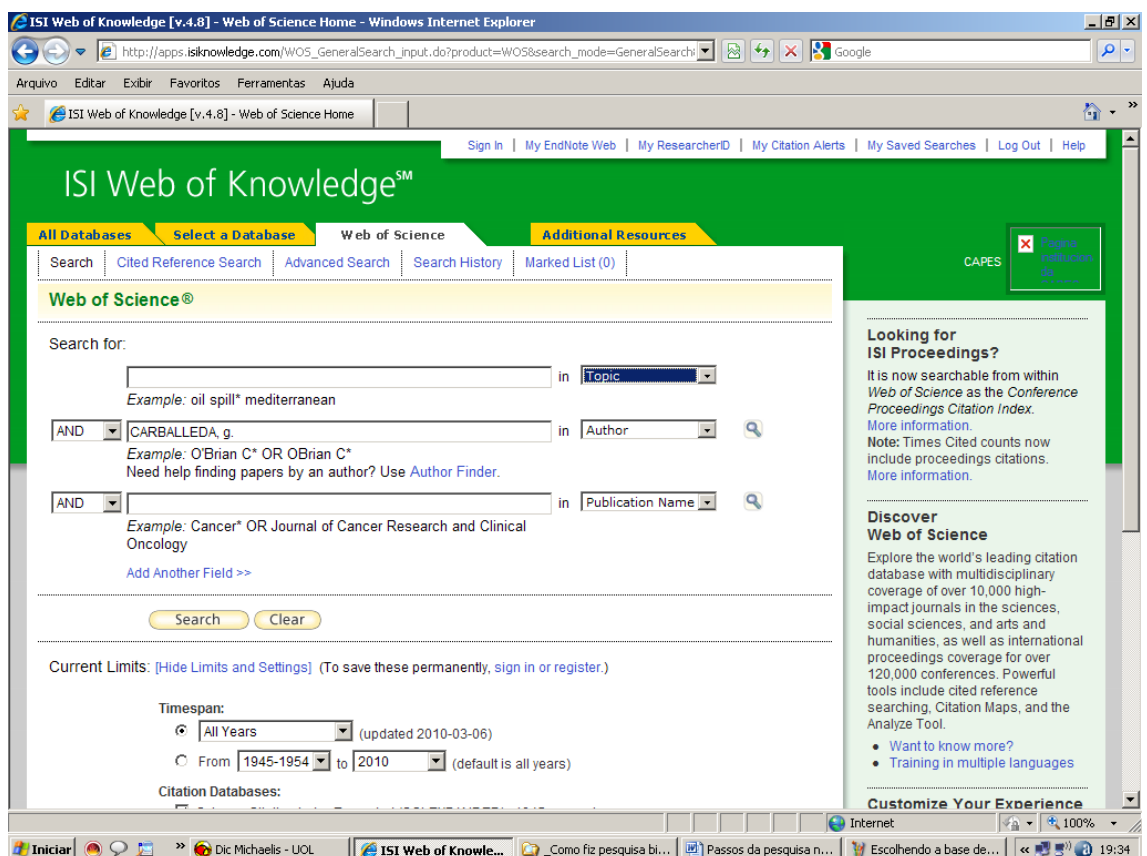 ISI Web of Knowledge [v.4.8] - Web of Science Home - Windows Internet Explorer
http://apps.isiknowledge.com/WOS_GeneralSearch_input.do?product=WOS&search_mode=GeneralSearch
Google
Arquivo Editar Exibir Favoritos Ferramentas Ajuda
ISI Web of Knowledge [v.4.8] - Web of Science Home
Sign In | My EndNote Web | My ResearcherID | My Citation Alerts | My Saved Searches | Log Out | Help
ISI Web of Knowledge℠
All Databases Select a Database Web of Science Additional Resources
Search Cited Reference Search Advanced Search Search History Marked List (0)
CAPES
Web of Science®
Search for:
in Topic
Example: oil spill* mediterranean
AND CARBALLEDA, g. in Author
Example: O'Brian C* OR OBrian C*
Need help finding papers by an author? Use Author Finder.
AND in Publication Name
Example: Cancer* OR Journal of Cancer Research and Clinical
Oncology
Add Another Field >>
Search Clear
Current Limits: [Hide Limits and Settings] (To save these permanently, sign in or register.)
Timespan:
All Years (updated 2010-03-06)
From 1945-1954 to 2010 (default is all years)
Citation Databases:
Looking for
ISI Proceedings?
It is now searchable from within
Web of Science as the Conference
Proceedings Citation Index.
More information.
Note: Times Cited counts now
include proceedings citations.
More information.
Discover
Web of Science
Explore the world's leading citation
database with multidisciplinary
coverage of over 10,000 high-
impact journals in the sciences,
social sciences, and arts and
humanities, as well as international
proceedings coverage for over
120,000 conferences. Powerful
tools include cited reference
searching, Citation Maps, and the
Analyze Tool.
Want to know more?
Training in multiple languages
Customize Your Experience
Internet 100%
Iniciar Dic Michaelis - UOL ISI Web of Knowle... _Como fiz pesquisa bi... Passos da pesquisa n... Escolhendo a base de... 19:34